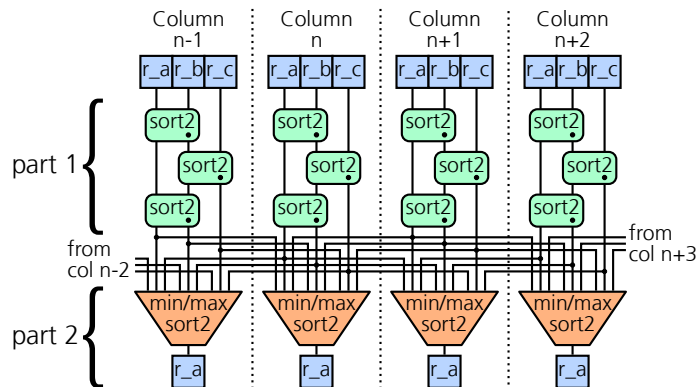 Column
n-1
Column
n
Column
n+1
Column
n+2
r_a r_b r_c
r_a r_b r_c
r_a r_b r_c
r_a r_b r_c
part 1
sort2
sort2
sort2
sort2
sort2
sort2
sort2
sort2
sort2
sort2
sort2
sort2
from
col n-2
from
col n+3
part 2
min/max
sort2
min/max
sort2
min/max
sort2
min/max
sort2
r_a
r_a
r_a
r_a